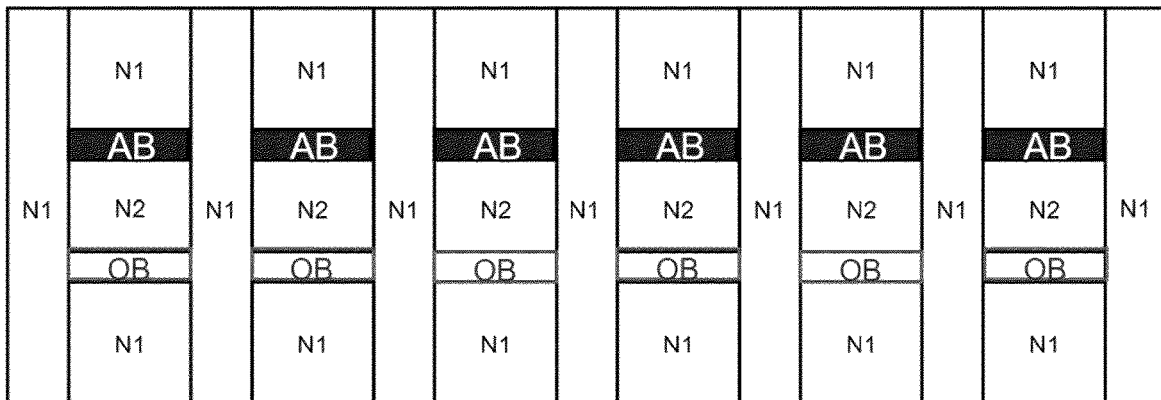 N1 N1 N1 N1 N1 N1
AB AB AB AB AB AB
N1 N2 N1 N2 N1 N2 N1 N2 N1 N2 N1 N2 N1
OB OB OB OB OB OB
N1 N1 N1 N1 N1 N1